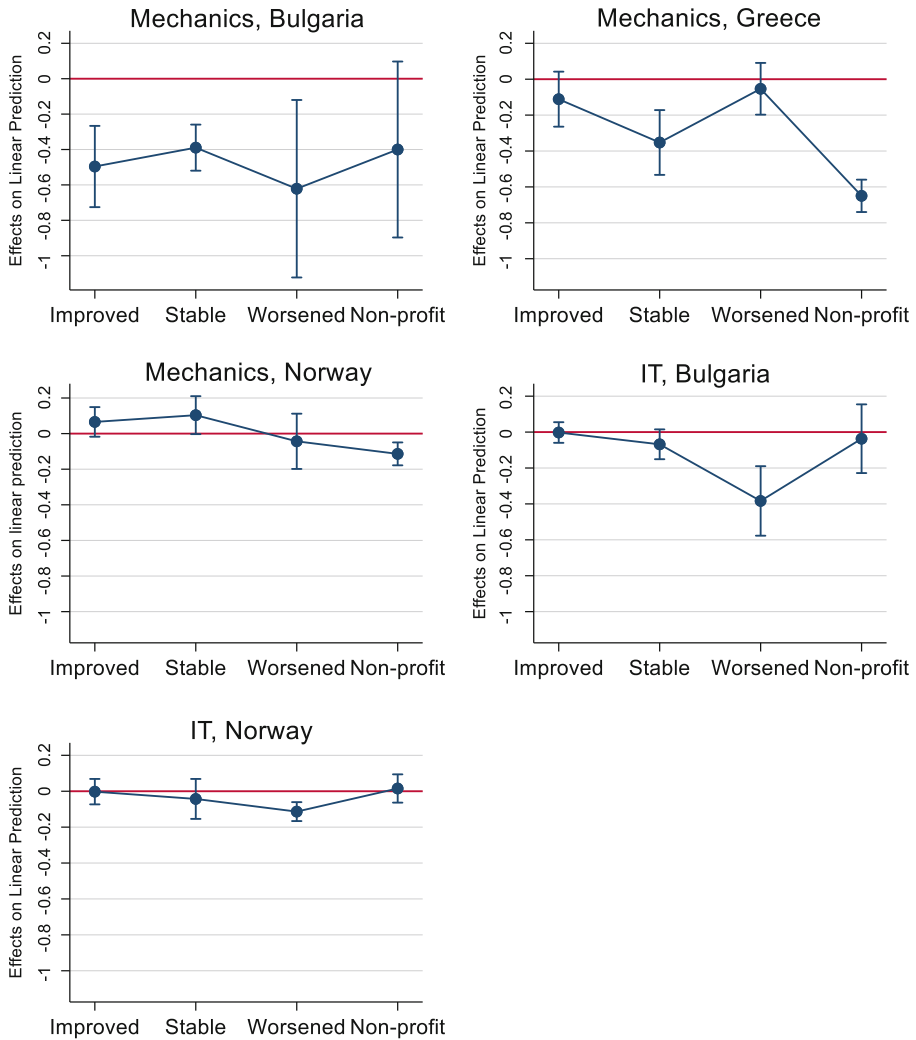 Mechanics, Bulgaria
Effects on Linear Prediction
0.2
0
-0.2
-0.4
-0.6
-0.8
-1
Improved Stable Worsened Non-profit
Mechanics, Greece
Effects on Linear Prediction
0.2
0
-0.2
-0.4
-0.6
-0.8
-1
Improved Stable Worsened Non-profit
Mechanics, Norway
Effects on linear prediction
0.2
0
-0.2
-0.4
-0.6
-0.8
-1
Improved Stable Worsened Non-profit
IT, Bulgaria
Effects on Linear Prediction
0.2
0
-0.2
-0.4
-0.6
-0.8
-1
Improved Stable Worsened Non-profit
IT, Norway
Effects on Linear Prediction
0.2
0
-0.2
-0.4
-0.6
-0.8
-1
Improved Stable Worsened Non-profit